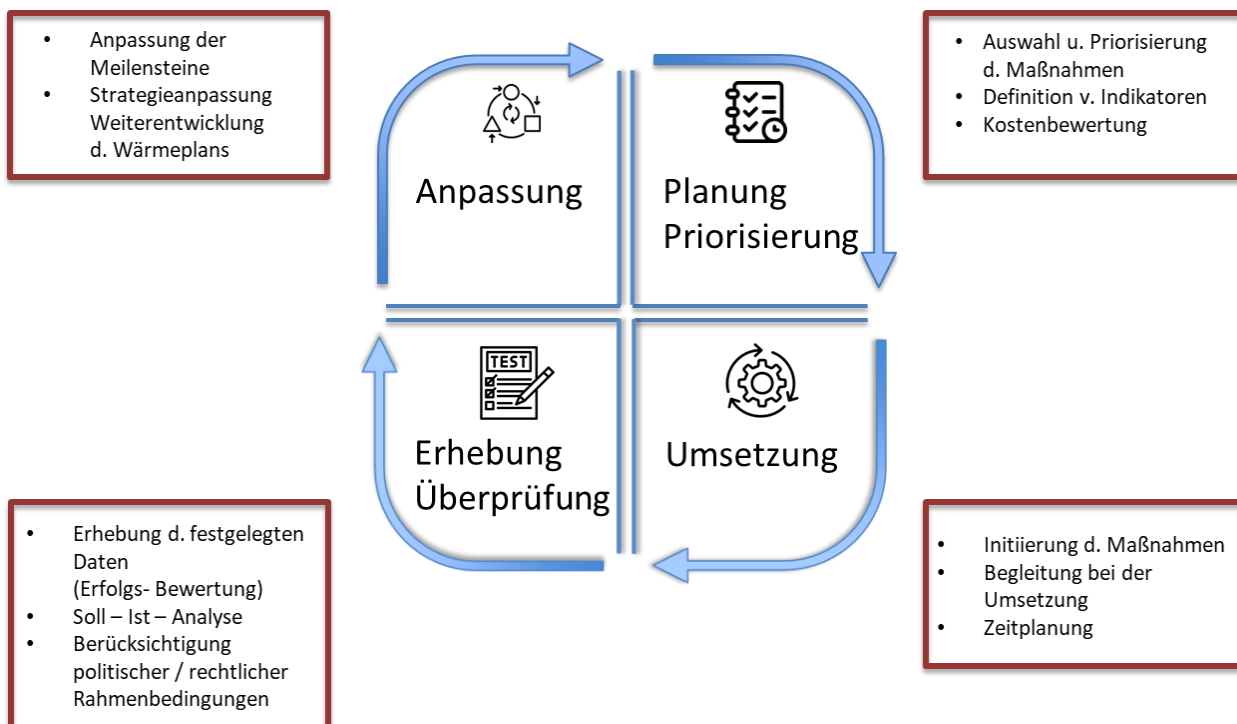 • Anpassung der
Meilensteine
• Strategieanpassung
Weiterentwicklung
d. Wärmeplans
• Auswahl u. Priorisierung
d. Maßnahmen
• Definition v. Indikatoren
• Kostenbewertung
Anpassung
Planung
Priorisierung
TEST
Erhebung
Überprüfung
Umsetzung
• Erhebung d. festgelegten
Daten
(Erfolgs- Bewertung)
• Soll – Ist – Analyse
• Berücksichtigung
politischer / rechtlicher
Rahmenbedingungen
• Initiierung d. Maßnahmen
• Begleitung bei der
Umsetzung
• Zeitplanung